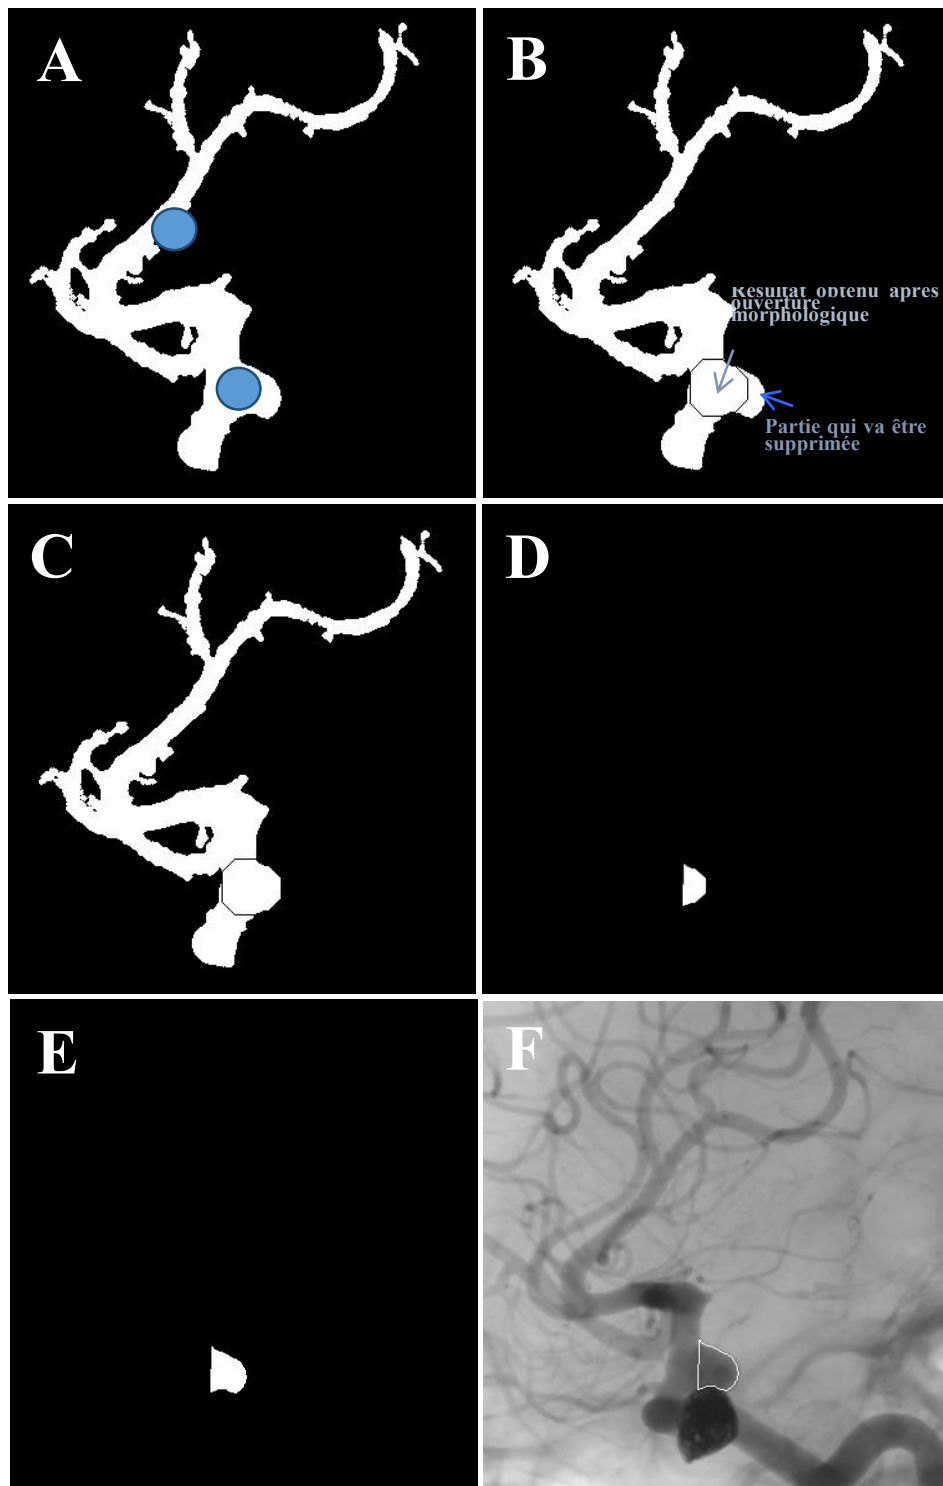 A
B
Résultat obtenu après
ouverture
morphologique
Partie qui va être
supprimée
C
D
E
F